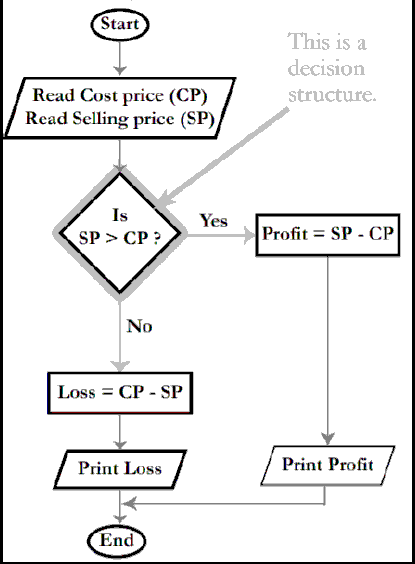 Start
This is a
decision
structure.
Read Cost price (CP)
Read Selling price (SP)
Is
SP > CP ?
Yes
Profit = SP - CP
No
Loss = CP - SP
Print Loss
Print Profit
End